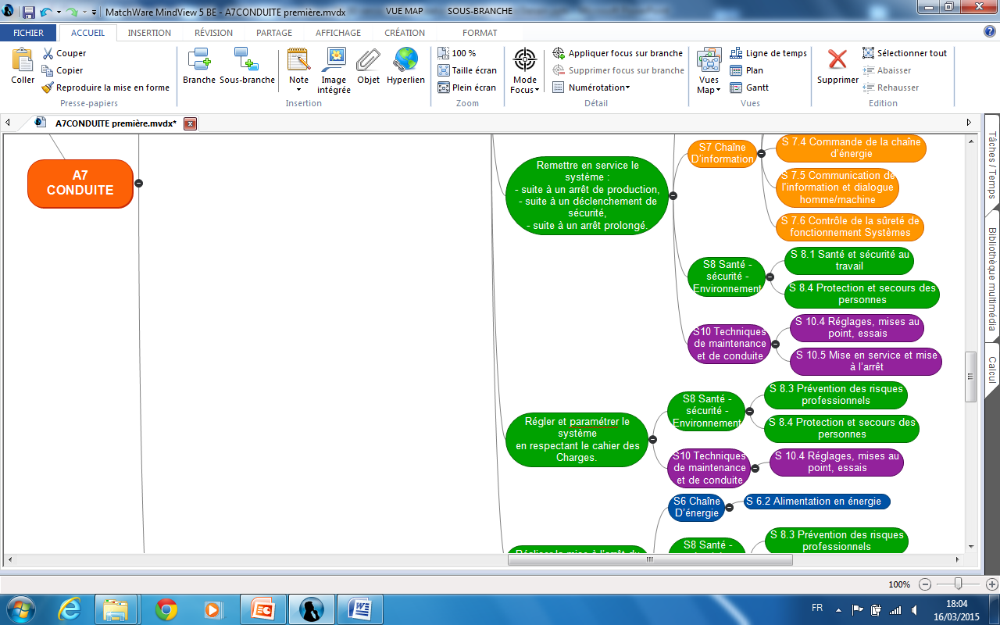 MatchWare MindView 5 BE - A7CONDUITE première.mvdx
VUE MAP
SOUS-BRANCHE
FICHIER
ACCUEIL
INSERTION
RÉVISION
PARTAGE
AFFICHAGE
CRÉATION
FORMAT
Coller
Couper
Copier
Reproduire la mise en forme
Presse-papiers
Branche
Sous-branche
Note
Image
intégrée
Objet
Hyperlien
Insertion
100 %
Taille écran
Plein écran
Zoom
Mode
Focus
Appliquer focus sur branche
Supprimer focus sur branche
Numérotation
Détail
Vues
Map
Ligne de temps
Plan
Gantt
Vues
Supprimer
Sélectionner tout
Abaisser
Rehausser
Edition
A7CONDUITE première.mvdx*
A7
CONDUITE
Remettre en service le
système :
- suite à un arrêt de production,
- suite à un déclenchement de
sécurité,
- suite à un arrêt prolongé.
S7 Chaîne
D'information
S 7.4 Commande de la chaîne
d'énergie
S 7.5 Communication de
l'information et dialogue
homme/machine
S 7.6 Contrôle de la sûreté de
fonctionnement Systèmes
S8 Santé -
sécurité -
Environnement
S 8.1 Santé et sécurité au
travail
S 8.4 Protection et secours des
personnes
S10 Techniques
de maintenance
et de conduite
S 10.4 Réglages, mises au
point, essais
S 10.5 Mise en service et mise
à l'arrêt
Régler et paramétrer le
système
en respectant le cahier des
Charges.
S8 Santé -
sécurité -
Environnement
S 8.3 Prévention des risques
professionnels
S 8.4 Protection et secours des
personnes
S10 Techniques
de maintenance
et de conduite
S 10.4 Réglages, mises au
point, essais
S6 Chaîne
D'énergie
S 6.2 Alimentation en énergie
Réaliser la mise à l'arrêt du
S8 Santé -
S 8.3 Prévention des risques
professionnels
Tâches / Temps
Bibliothèque multimédia
Calcul
100%
FR
18:04
16/03/2015